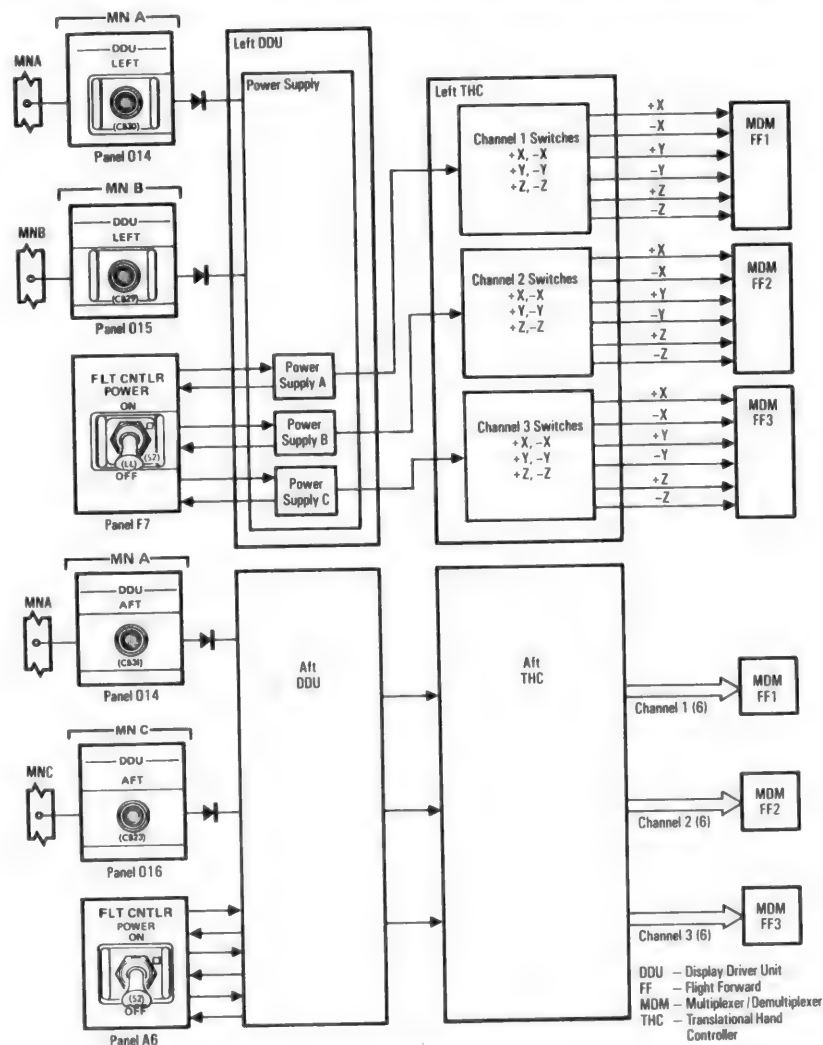 MN A
MNA
DDU
LEFT
(CB30)
Panel O14
MN B
MNB
DDU
LEFT
(CB29)
Panel O15
FLT CNTLR
POWER
ON
(LL)
(S7)
OFF
Panel F7
Left DDU
Power Supply
Power
Supply A
Power
Supply B
Power
Supply C
Left THC
Channel 1 Switches
+X, −X
+Y, −Y
+Z, −Z
Channel 2 Switches
+X, −X
+Y, −Y
+Z, −Z
Channel 3 Switches
+X, −X
+Y, −Y
+Z, −Z
+X
−X
+Y
−Y
+Z
−Z
MDM
FF1
+X
−X
+Y
−Y
+Z
−Z
MDM
FF2
+X
−X
+Y
−Y
+Z
−Z
MDM
FF3
MN A
MNA
DDU
AFT
(CB31)
Panel O14
MN C
MNC
DDU
AFT
(CB23)
Panel O16
FLT CNTLR
POWER
ON
(S2)
OFF
Panel A6
Aft
DDU
Aft
THC
Channel 1 (6)
MDM
FF1
Channel 2 (6)
MDM
FF2
Channel 3 (6)
MDM
FF3
DDU – Display Driver Unit
FF – Flight Forward
MDM – Multiplexer/Demultiplexer
THC – Translational Hand
Controller